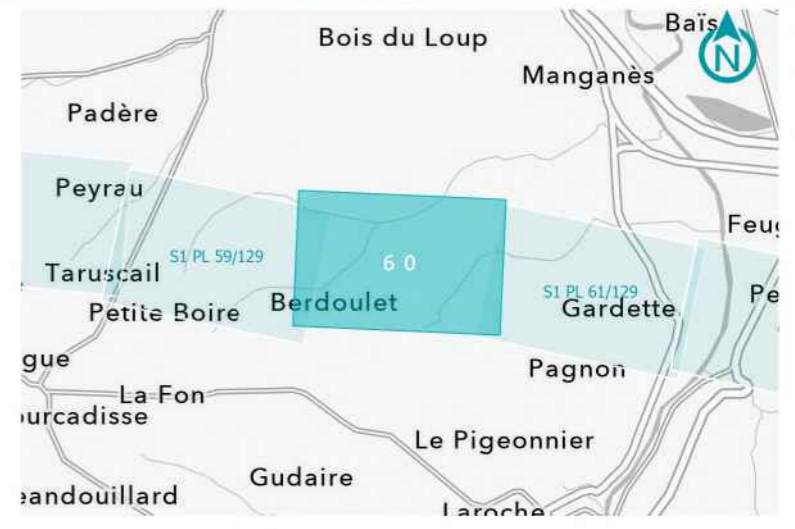 Baïs
Bois du Loup
N
Manganès
Padère
Peyrau
Feu
S1 PL 59/129
6 0
Taruscail
S1 PL 61/129
Pe
Berdoulet
Gardette
Petite Boire
gue
Pagnon
La Fon
urcadisse
Le Pigeonnier
Gudaire
eandouillard
Laroche